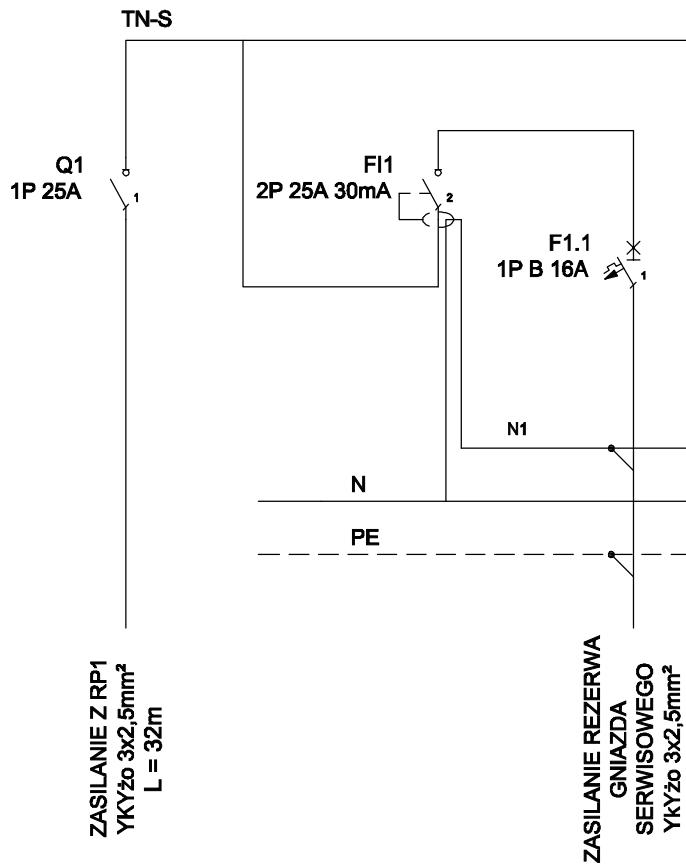 TN-S
Q1
1P 25A
1
FI1
2P 25A 30mA
2
F1.1
1P B 16A
1
N1
N
PE
ZASILANIE Z RP1
YKYżo 3x2,5mm²
L = 32m
ZASILANIE REZERWA
GNIAZDA
SERWISOWEGO
YkYżo 3x2,5mm²